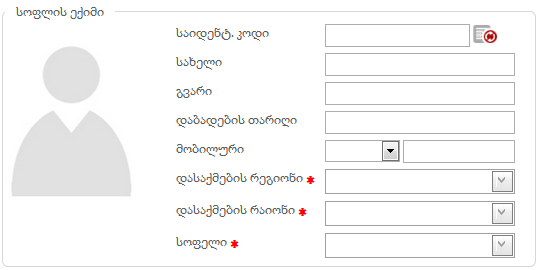 სოფლის ექიმი
საიდენტ. კოდი
სახელი
გვარი
დაბადების თარიღი
მობილური
დასაქმების რეგიონი *
დასაქმების რაიონი *
სოფელი *